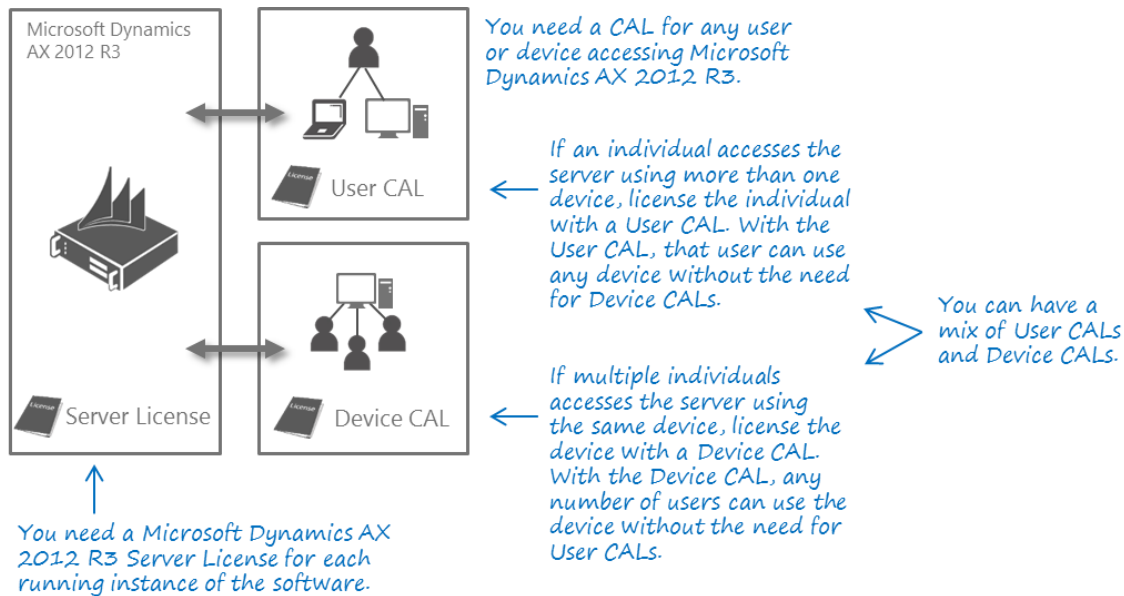 Microsoft Dynamics
AX 2012 R3
Server License
License
User CAL
License
Device CAL
License
You need a CAL for any user
or device accessing Microsoft
Dynamics AX 2012 R3.
If an individual accesses the
server using more than one
device, license the individual
with a User CAL. With the
User CAL, that user can use
any device without the need
for Device CALs.
You can have a
mix of User CALs
and Device CALs.
If multiple individuals
accesses the server using
the same device, license the
device with a Device CAL.
With the Device CAL, any
number of users can use the
device without the need for
User CALs.
You need a Microsoft Dynamics AX
2012 R3 Server License for each
running instance of the software.